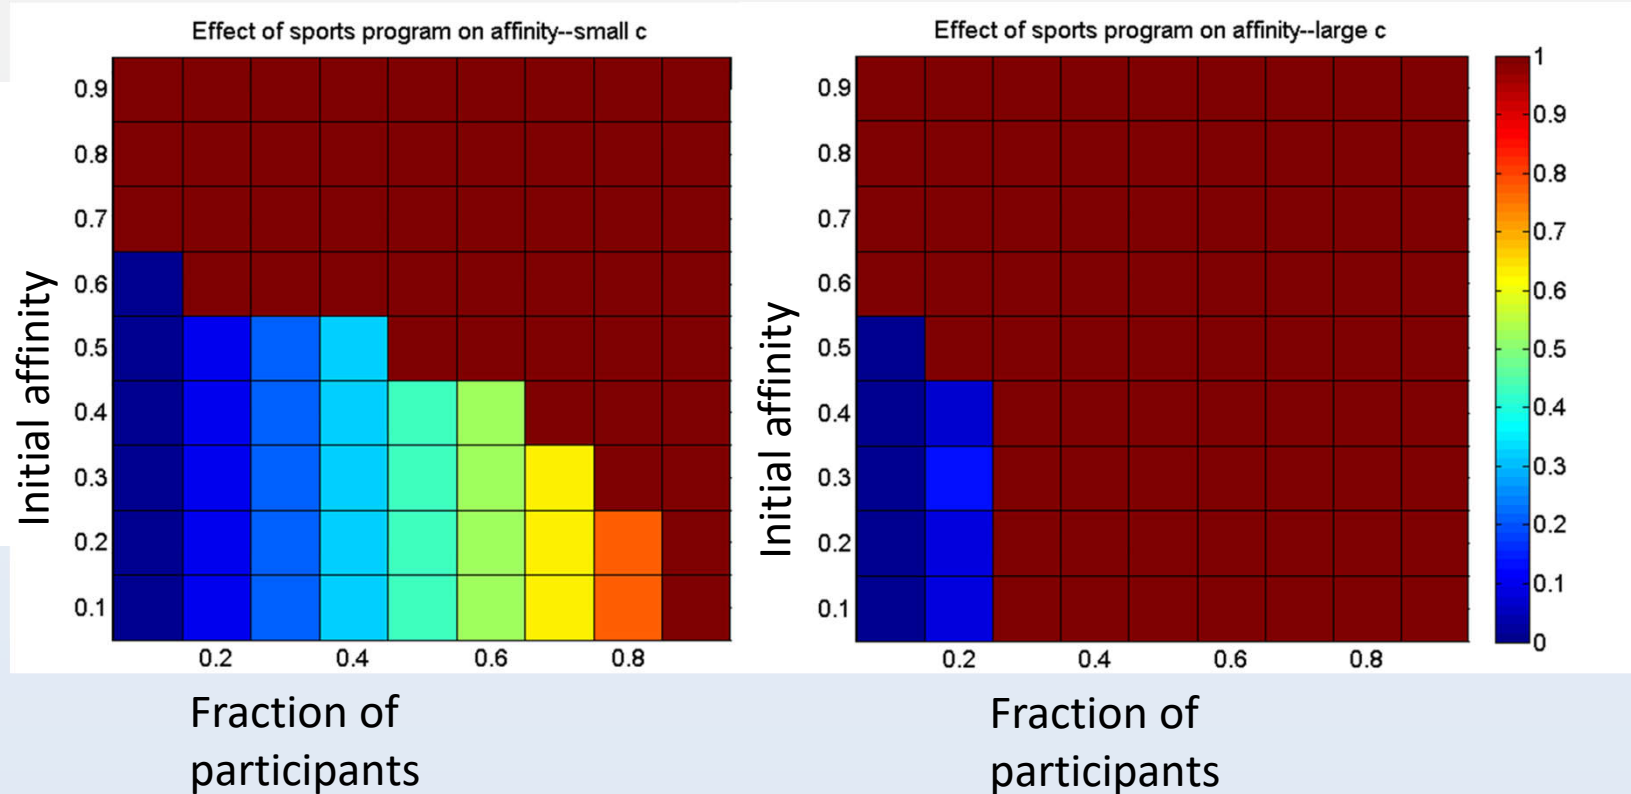 Effect of sports program on affinity--small c
0.9
0.8
0.7
0.6
0.5
0.4
0.3
0.2
0.1
Initial affinity
0.2 0.4 0.6 0.8
Fraction of
participants
Effect of sports program on affinity--large c
0.9
0.8
0.7
0.6
0.5
0.4
0.3
0.2
0.1
Initial affinity
0.2 0.4 0.6 0.8
Fraction of
participants
1
0.9
0.8
0.7
0.6
0.5
0.4
0.3
0.2
0.1
0